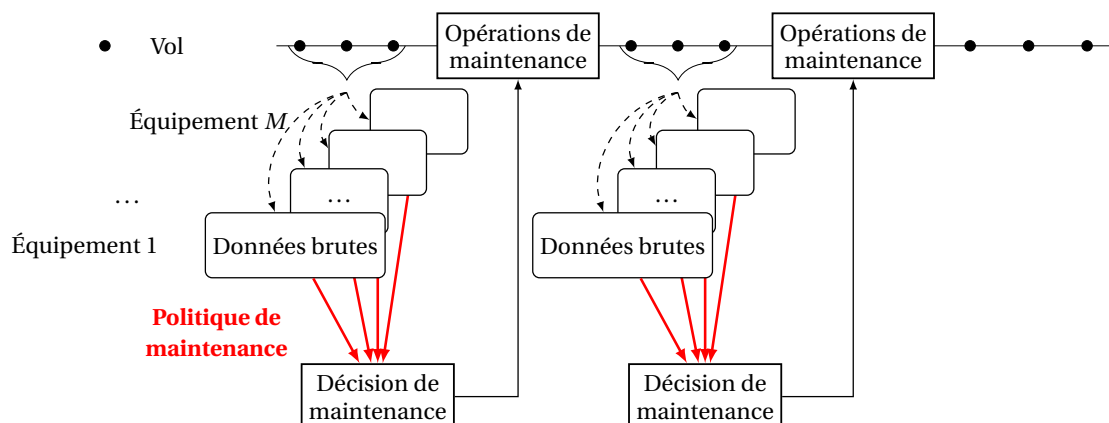 Vol
Opérations de
maintenance
Opérations de
maintenance
Équipement M
…
Équipement 1
…
Données brutes
…
Données brutes
Politique de
maintenance
Décision de
maintenance
Décision de
maintenance